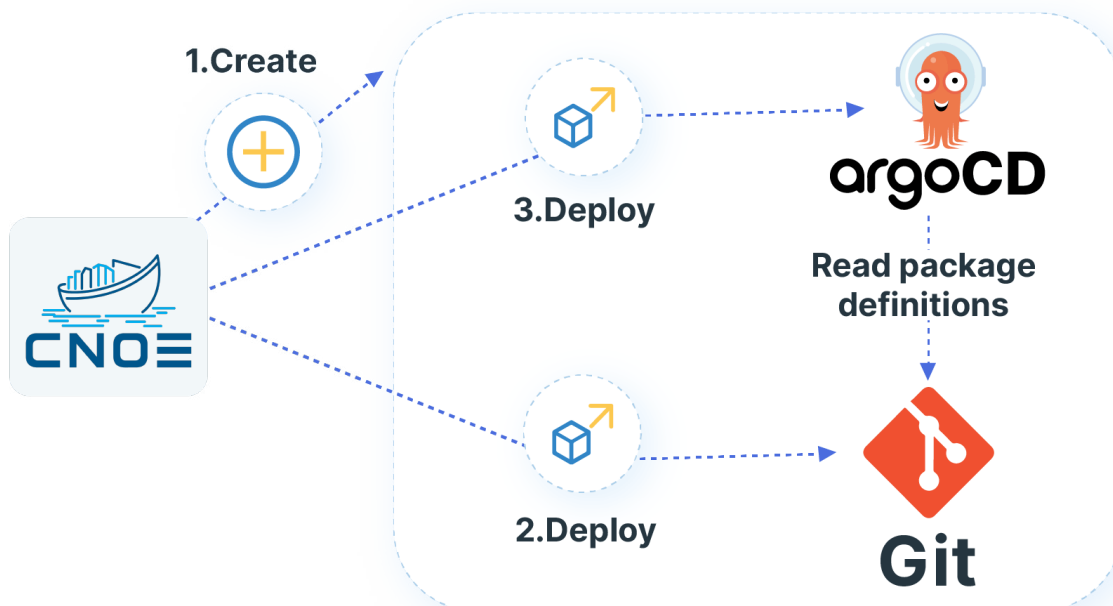 1.Create
3.Deploy
argoCD
Read package
definitions
CNOE
2.Deploy
Git